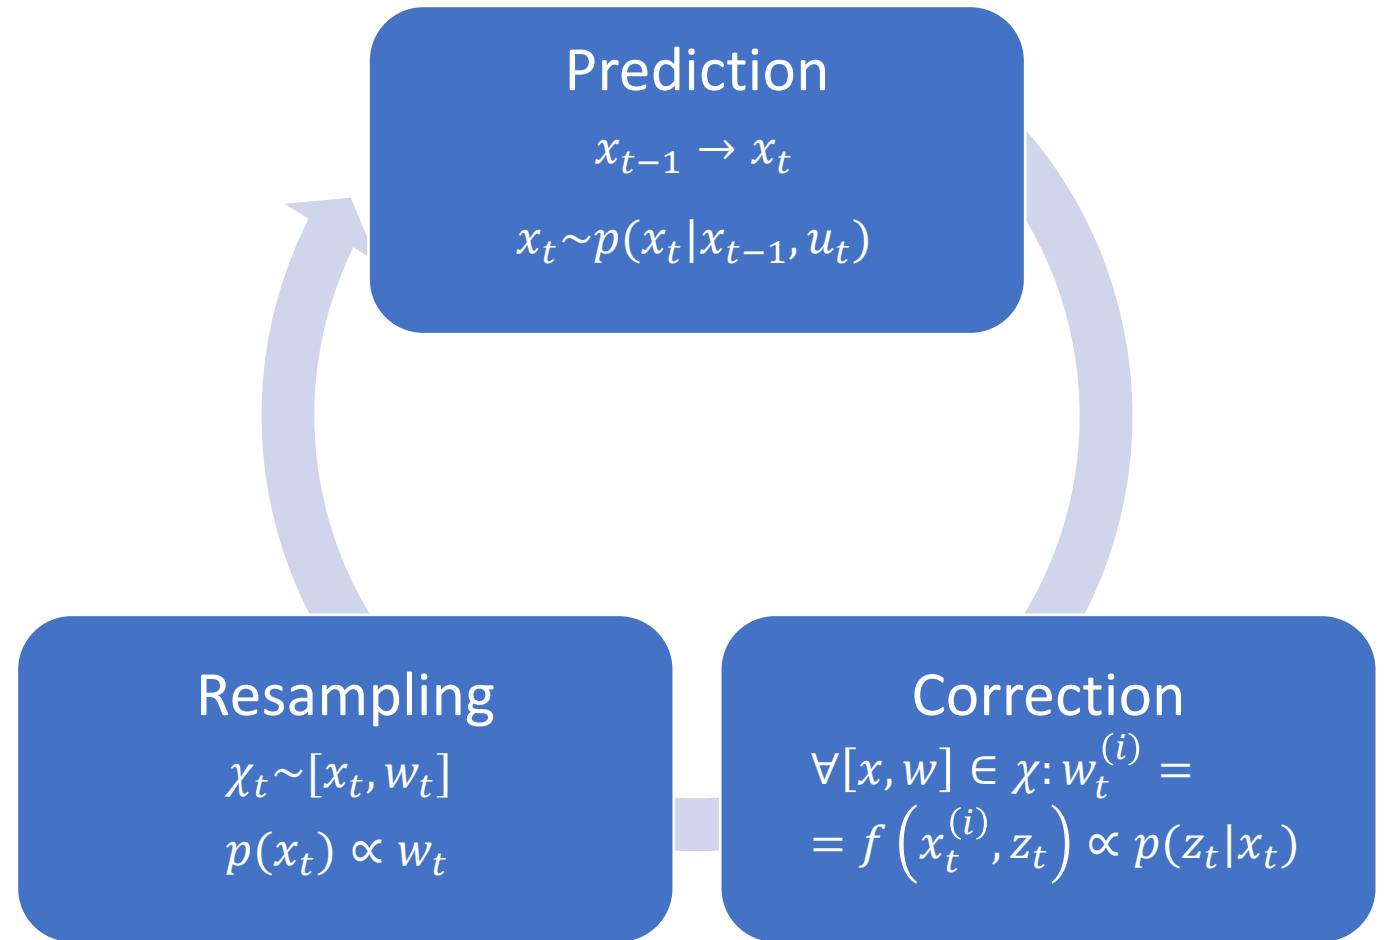 Prediction
x_{t−1} → x_t
x_t~p(x_t|x_{t−1}, u_t)
Resampling
χ_t~[x_t, w_t]
p(x_t) ∝ w_t
Correction
∀[x, w] ∈ χ: w_t^{(i)} =
= f(x_t^{(i)}, z_t) ∝ p(z_t|x_t)